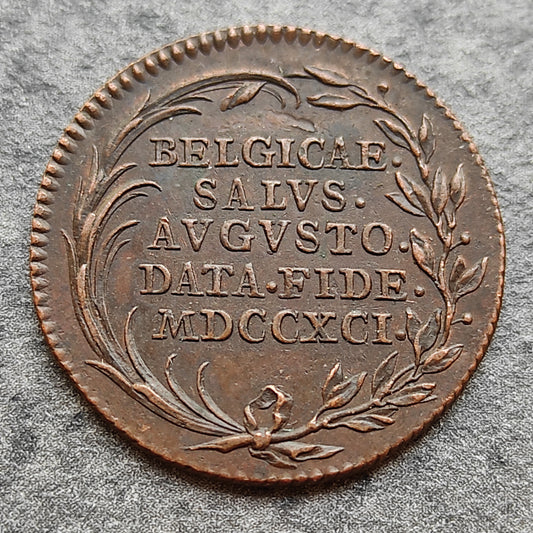 BELGICAE.
SALVS.
AVGVSTO.
DATA·FIDE.
MDCCXCI.